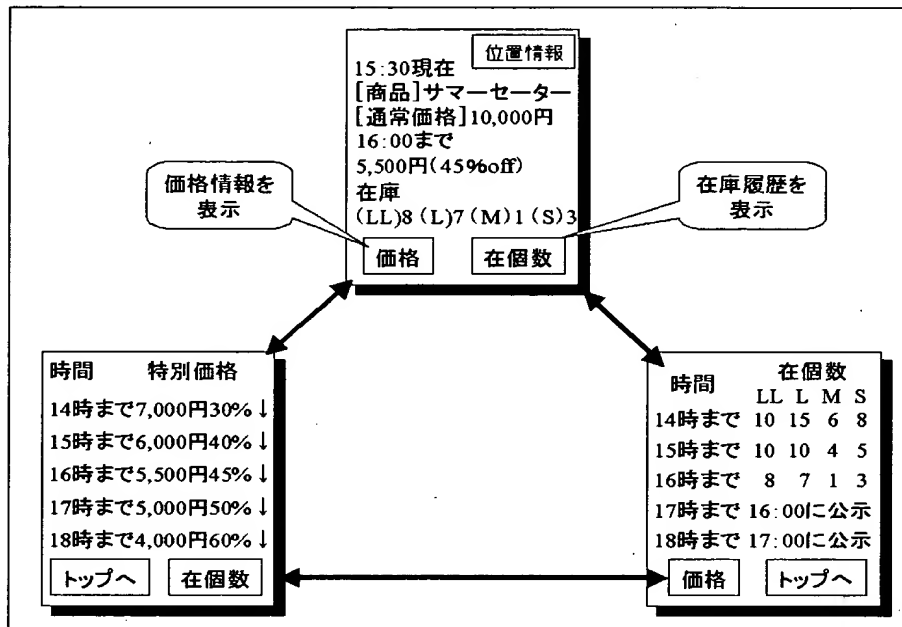 位置情報
15:30現在
[商品]サマーセーター
[通常価格]10,000円
16:00まで
5,500円(45%off)
在庫
(LL)8 (L)7 (M)1 (S)3
価格 在個数
価格情報を
表示
在庫履歴を
表示
時間 特別価格
14時まで7,000円30%↓
15時まで6,000円40%↓
16時まで5,500円45%↓
17時まで5,000円50%↓
18時まで4,000円60%↓
トップへ 在個数
時間 在個数
LL L M S
14時まで 10 15 6 8
15時まで 10 10 4 5
16時まで 8 7 1 3
17時まで 16:00に公示
18時まで 17:00に公示
価格 トップへ